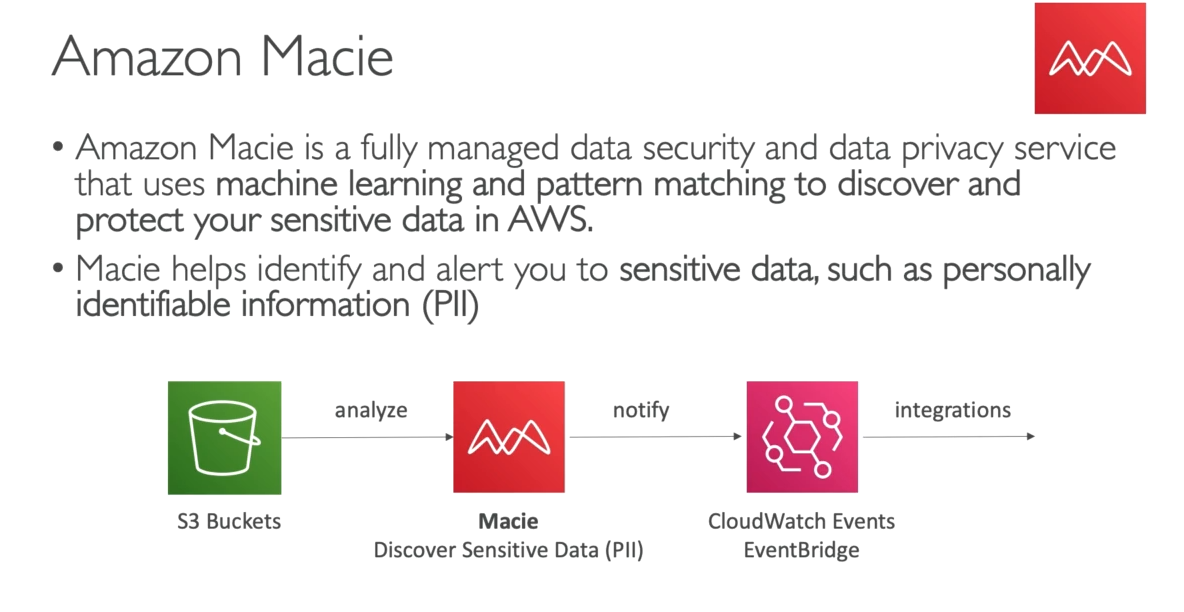 Amazon Macie
• Amazon Macie is a fully managed data security and data privacy service
that uses machine learning and pattern matching to discover and
protect your sensitive data in AWS.
• Macie helps identify and alert you to sensitive data, such as personally
identifiable information (PII)
analyze
notify
integrations
S3 Buckets
Macie
Discover Sensitive Data (PII)
CloudWatch Events
EventBridge